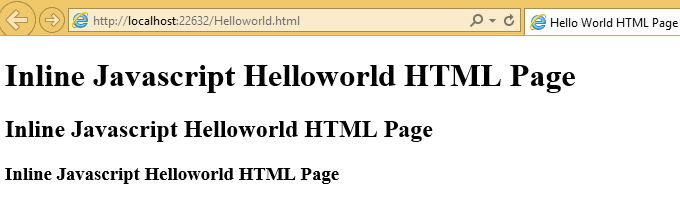 http://localhost:22632/Helloworld.html
Hello World HTML Page
Inline Javascript Helloworld HTML Page
Inline Javascript Helloworld HTML Page
Inline Javascript Helloworld HTML Page